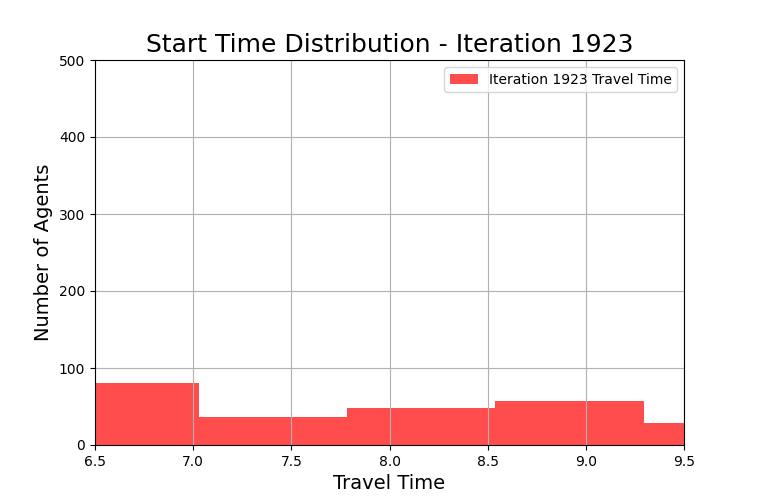 Start Time Distribution - Iteration 1923
Iteration 1923 Travel Time
Number of Agents
500
400
300
200
100
0
6.5 7.0 7.5 8.0 8.5 9.0 9.5
Travel Time